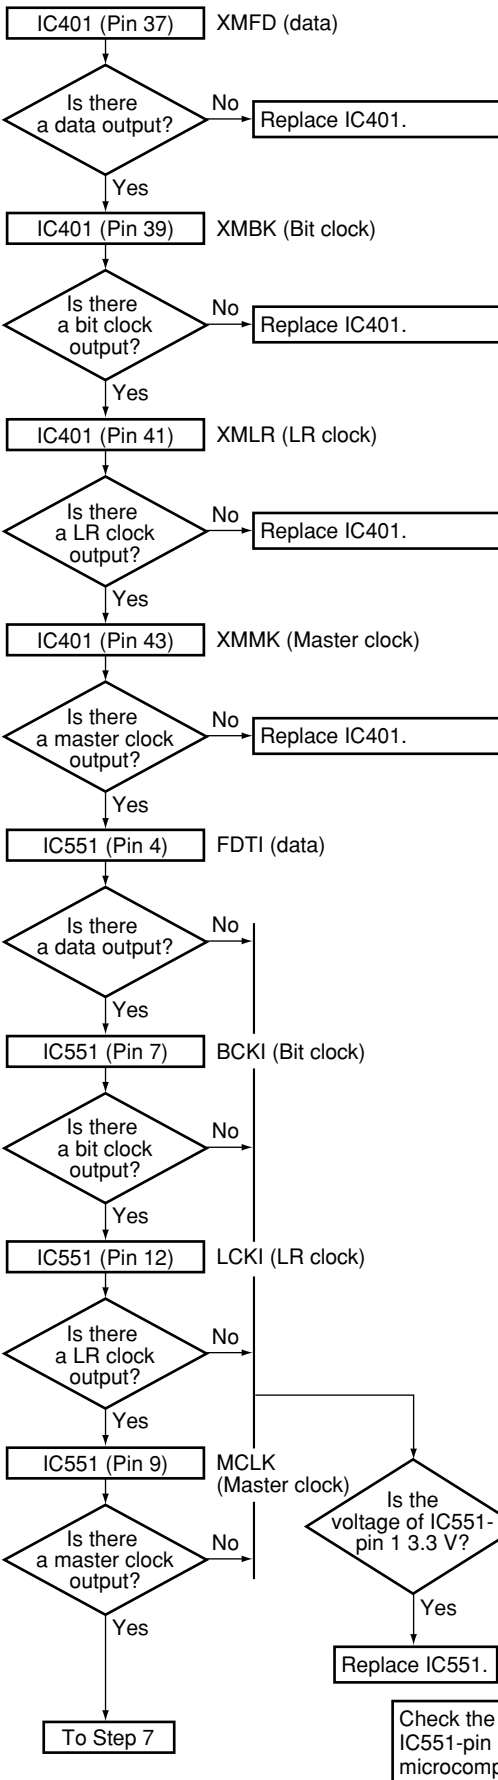 IC401 (Pin 37) XMFD (data)
Is there
a data output?
No
Replace IC401.
Yes
IC401 (Pin 39) XMBK (Bit clock)
Is there
a bit clock
output?
No
Replace IC401.
Yes
IC401 (Pin 41) XMLR (LR clock)
Is there
a LR clock
output?
No
Replace IC401.
Yes
IC401 (Pin 43) XMMK (Master clock)
Is there
a master clock
output?
No
Replace IC401.
Yes
IC551 (Pin 4) FDTI (data)
Is there
a data output?
No
Yes
IC551 (Pin 7) BCKI (Bit clock)
Is there
a bit clock
output?
No
Yes
IC551 (Pin 12) LCKI (LR clock)
Is there
a LR clock
output?
No
Yes
IC551 (Pin 9) MCLK
(Master clock)
Is there
a master clock
output?
No
Yes
To Step 7
Is the
voltage of IC551-
pin 1 3.3 V?
Yes
Replace IC551.
Check the
IC551-pin